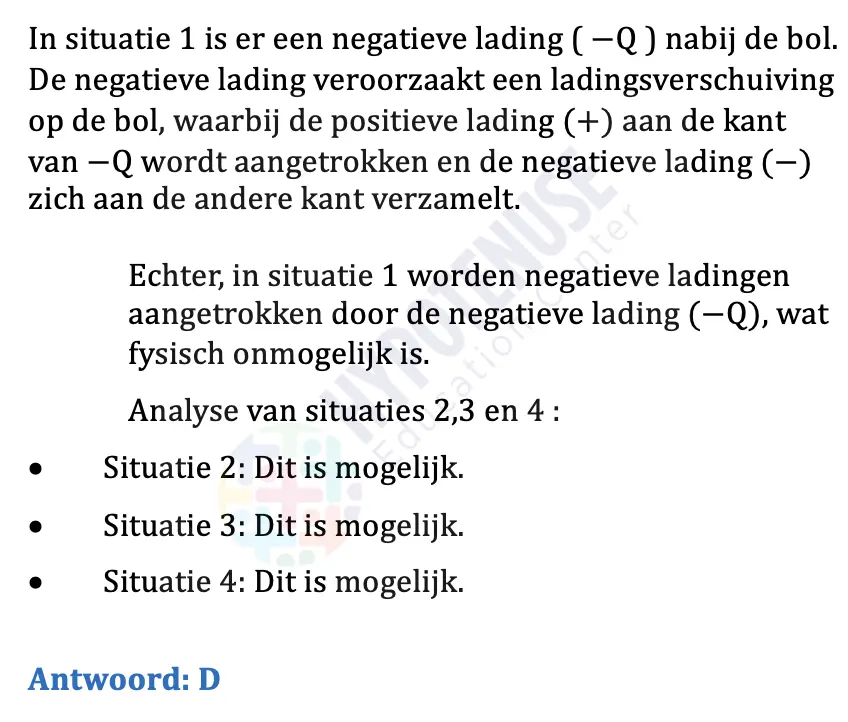 In situatie 1 is er een negatieve lading ( −Q ) nabij de bol.
De negatieve lading veroorzaakt een ladingsverschuiving
op de bol, waarbij de positieve lading (+) aan de kant
van −Q wordt aangetrokken en de negatieve lading (−)
zich aan de andere kant verzamelt.
Echter, in situatie 1 worden negatieve ladingen
aangetrokken door de negatieve lading (−Q), wat
fysisch onmogelijk is.
Analyse van situaties 2,3 en 4 :
• Situatie 2: Dit is mogelijk.
• Situatie 3: Dit is mogelijk.
• Situatie 4: Dit is mogelijk.
Antwoord: D
HYPOTENUSE
Education Center